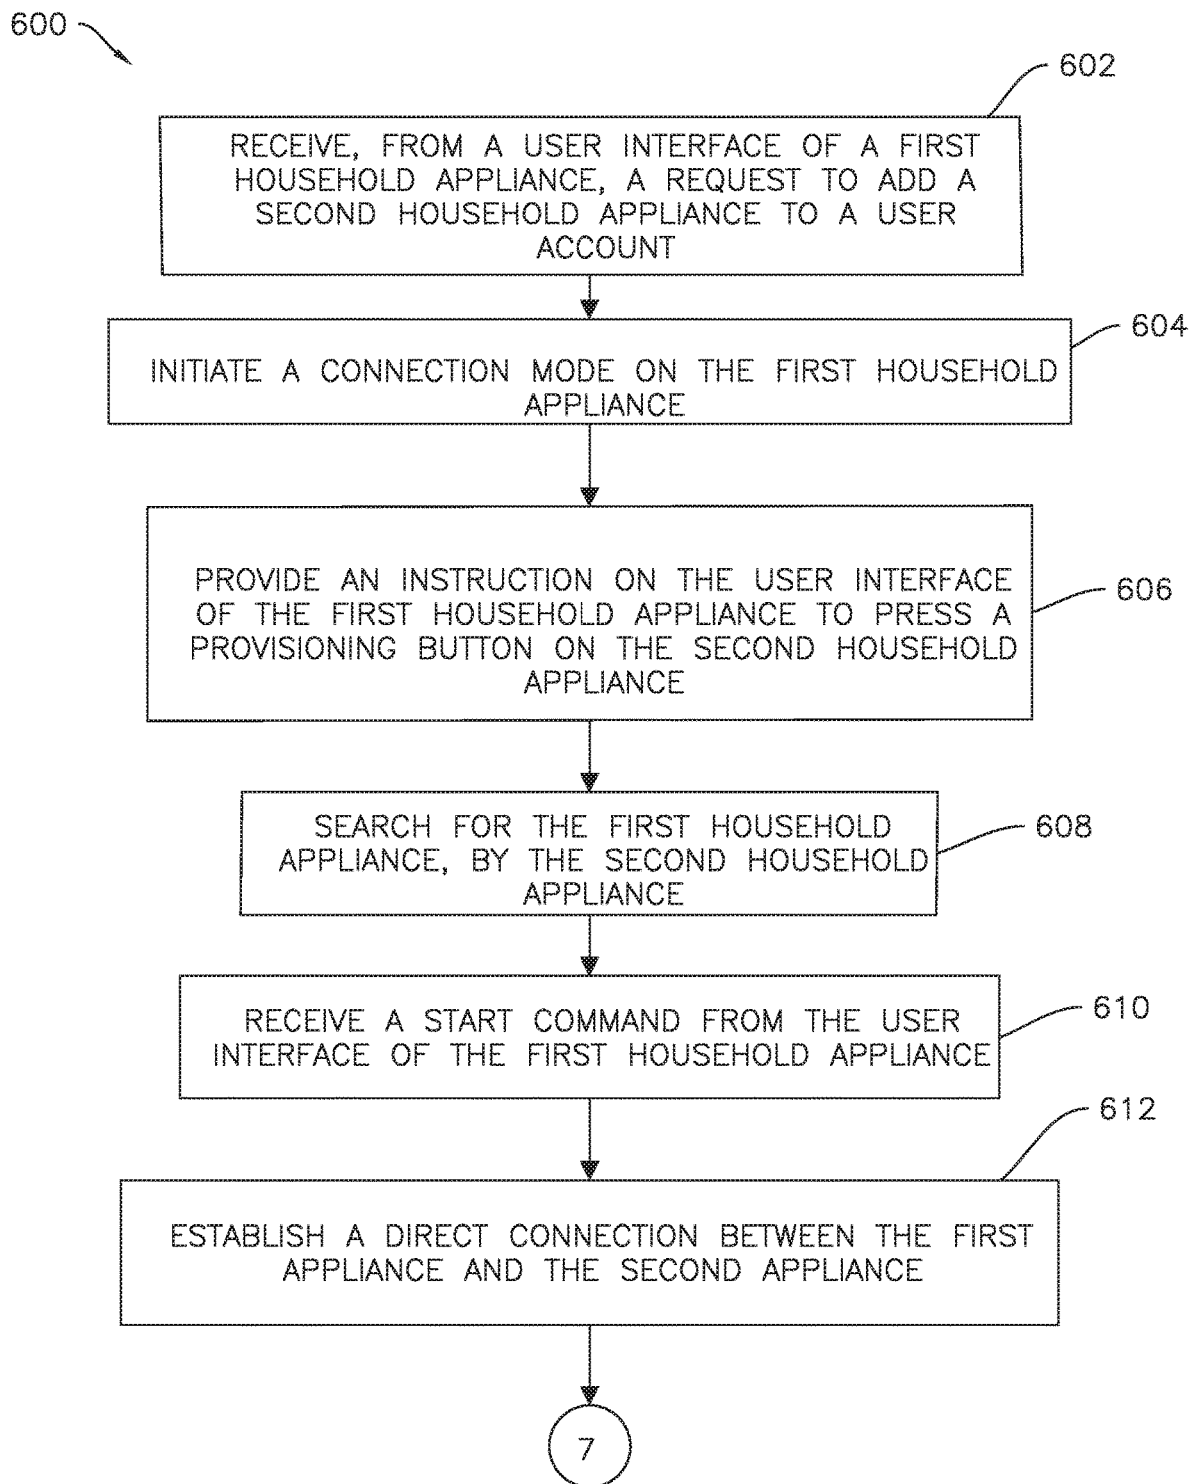 600
602
RECEIVE, FROM A USER INTERFACE OF A FIRST
HOUSEHOLD APPLIANCE, A REQUEST TO ADD A
SECOND HOUSEHOLD APPLIANCE TO A USER
ACCOUNT
604
INITIATE A CONNECTION MODE ON THE FIRST HOUSEHOLD
APPLIANCE
606
PROVIDE AN INSTRUCTION ON THE USER INTERFACE
OF THE FIRST HOUSEHOLD APPLIANCE TO PRESS A
PROVISIONING BUTTON ON THE SECOND HOUSEHOLD
APPLIANCE
608
SEARCH FOR THE FIRST HOUSEHOLD
APPLIANCE, BY THE SECOND HOUSEHOLD
APPLIANCE
610
RECEIVE A START COMMAND FROM THE USER
INTERFACE OF THE FIRST HOUSEHOLD APPLIANCE
612
ESTABLISH A DIRECT CONNECTION BETWEEN THE FIRST
APPLIANCE AND THE SECOND APPLIANCE
7